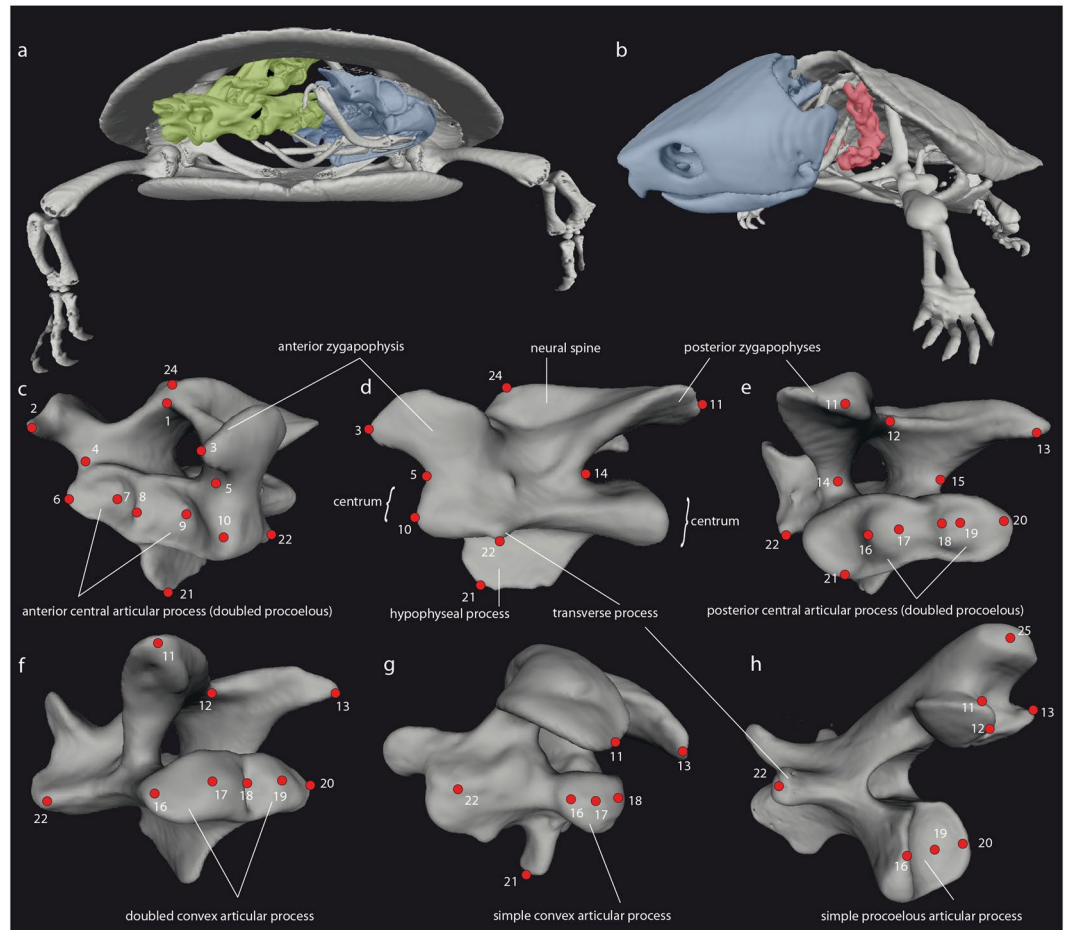 a
b
anterior zygapophysis
neural spine
posterior zygapophyses
c
24
2
1
3
4
5
6
7
8
9
10
22
21
anterior central articular process (doubled procoelous)
d
24
11
3
5
14
centrum
centrum
10
22
21
hypophyseal process
transverse process
e
11
12
13
14
15
22
16
17
18
19
20
21
posterior central articular process (doubled procoelous)
f
11
12
13
22
16
17
18
19
20
doubled convex articular process
g
11
13
22
16
17
18
21
simple convex articular process
h
25
11
13
12
22
19
20
16
simple procoelous articular process